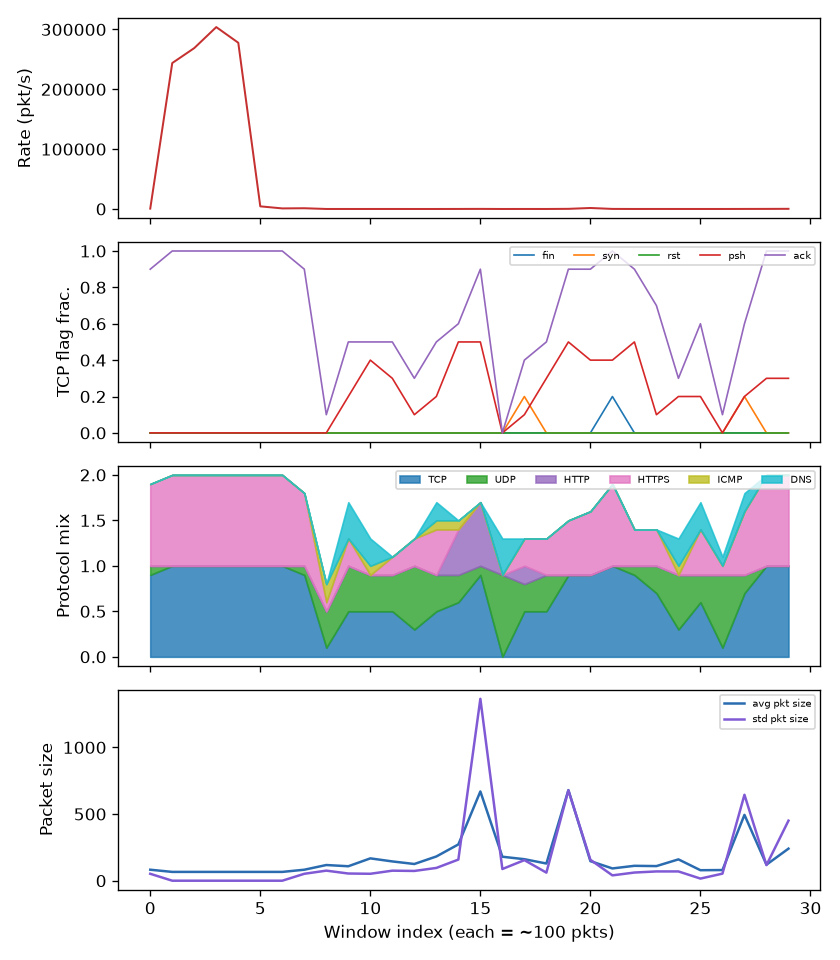 300000
200000
100000
0
Rate (pkt/s)
1.0
0.8
0.6
0.4
0.2
0.0
TCP flag frac.
fin syn rst psh ack
2.0
1.5
1.0
0.5
0.0
Protocol mix
TCP UDP HTTP HTTPS ICMP DNS
1000
500
0
Packet size
avg pkt size
std pkt size
0 5 10 15 20 25 30
Window index (each = ~100 pkts)